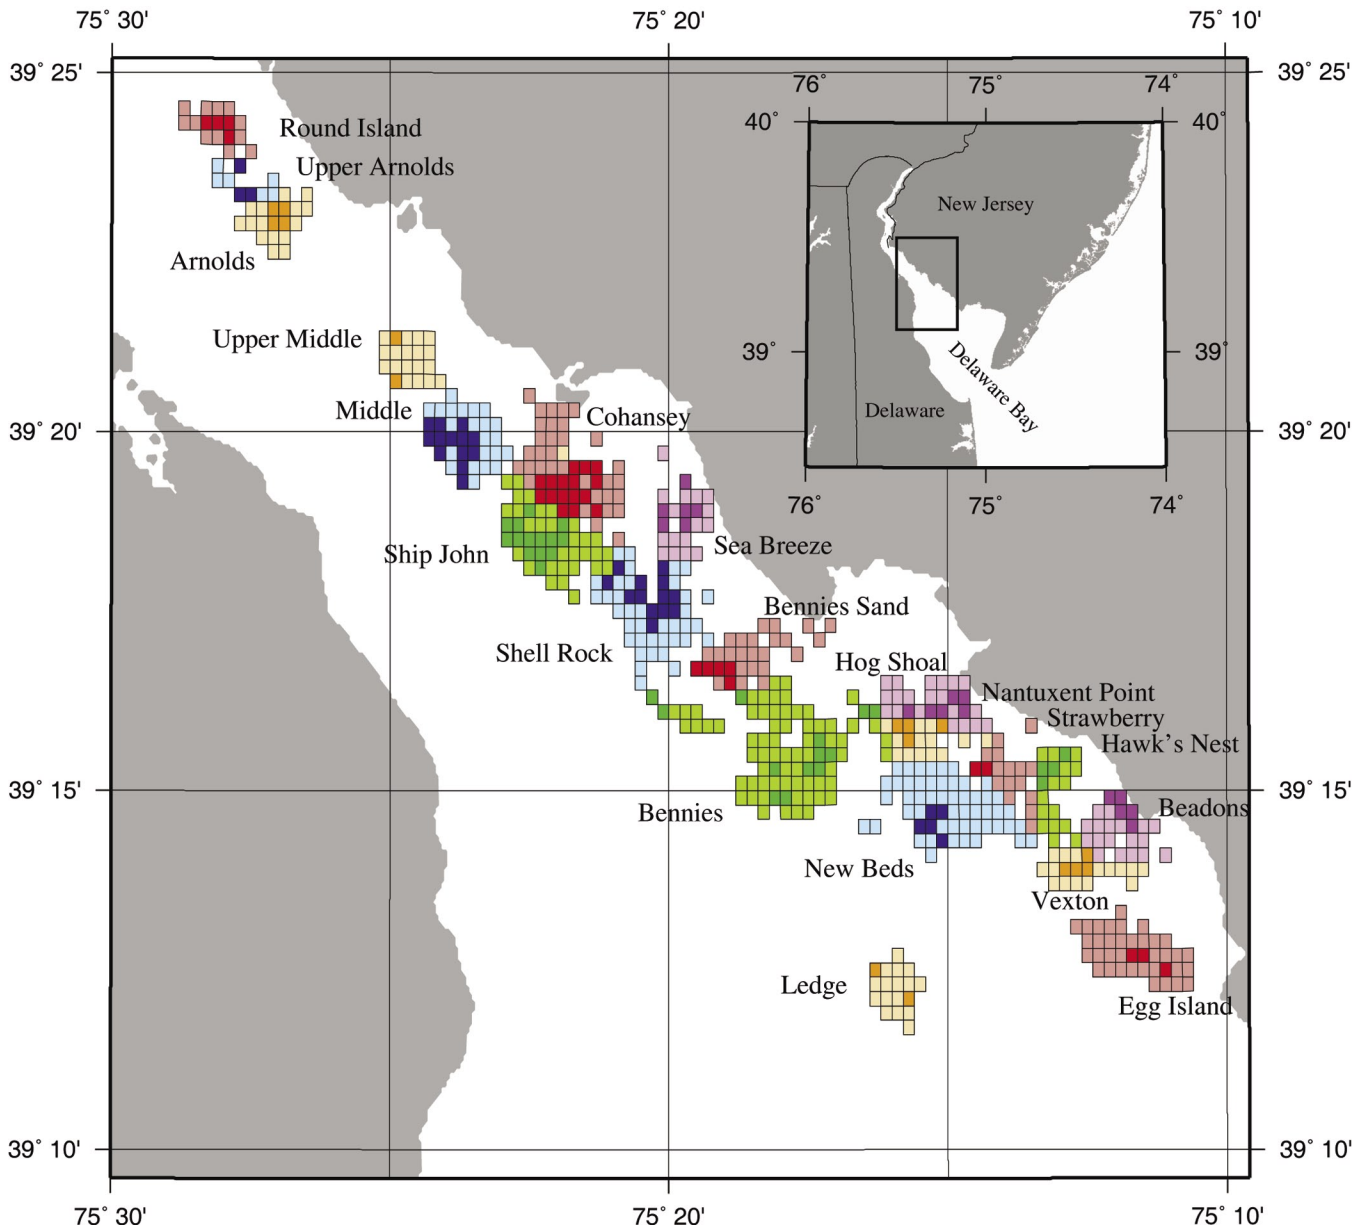 75° 30'
75° 20'
75° 10'
39° 25'
39° 25'
76°
75°
74°
40°
40°
Round Island
Upper Arnolds
New Jersey
Arnolds
Upper Middle
39°
39°
Delaware Bay
Middle
Cohansey
Delaware
39° 20'
39° 20'
76°
75°
74°
Ship John
Sea Breeze
Bennies Sand
Shell Rock
Hog Shoal
Nantuxent Point
Strawberry
Hawk's Nest
39° 15'
39° 15'
Bennies
Beadons
New Beds
Vexton
Ledge
Egg Island
39° 10'
39° 10'
75° 30'
75° 20'
75° 10'